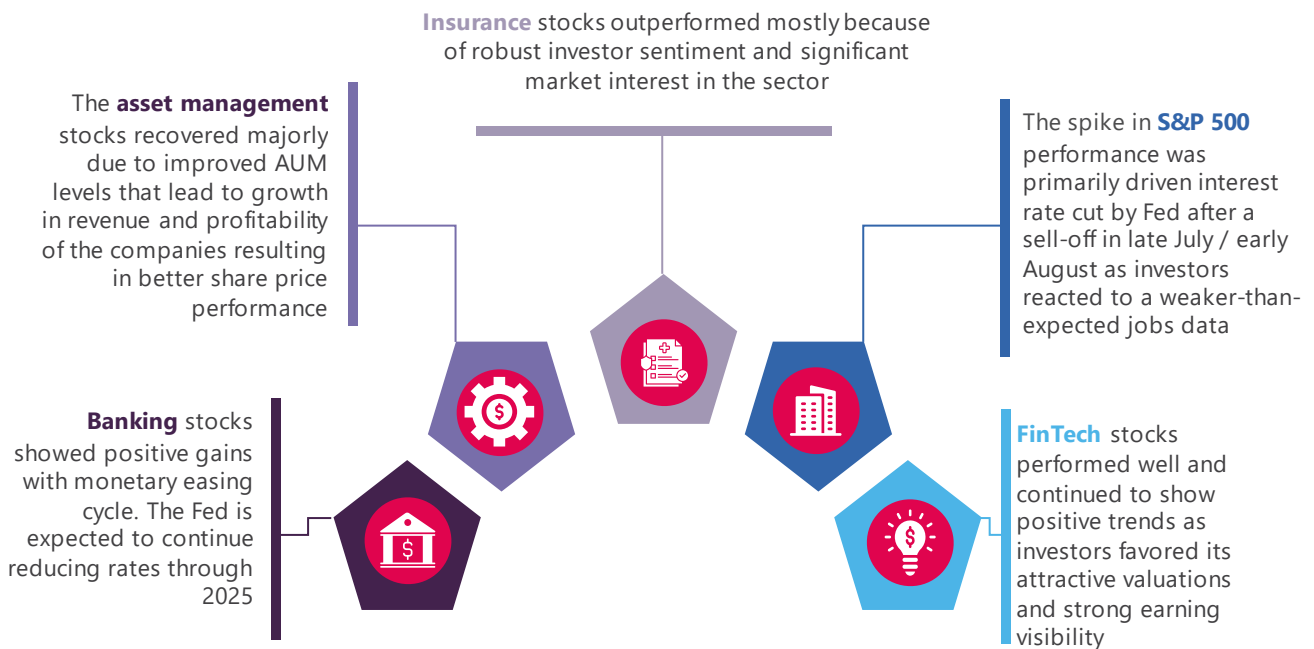 Insurance stocks outperformed mostly because
of robust investor sentiment and significant
market interest in the sector
The asset management
stocks recovered majorly
due to improved AUM
levels that lead to growth
in revenue and profitability
of the companies resulting
in better share price
performance
The spike in S&P 500
performance was
primarily driven interest
rate cut by Fed after a
sell-off in late July / early
August as investors
reacted to a weaker-than-
expected jobs data
Banking stocks
showed positive gains
with monetary easing
cycle. The Fed is
expected to continue
reducing rates through
2025
FinTech stocks
performed well and
continued to show
positive trends as
investors favored its
attractive valuations
and strong earning
visibility
$
$
$